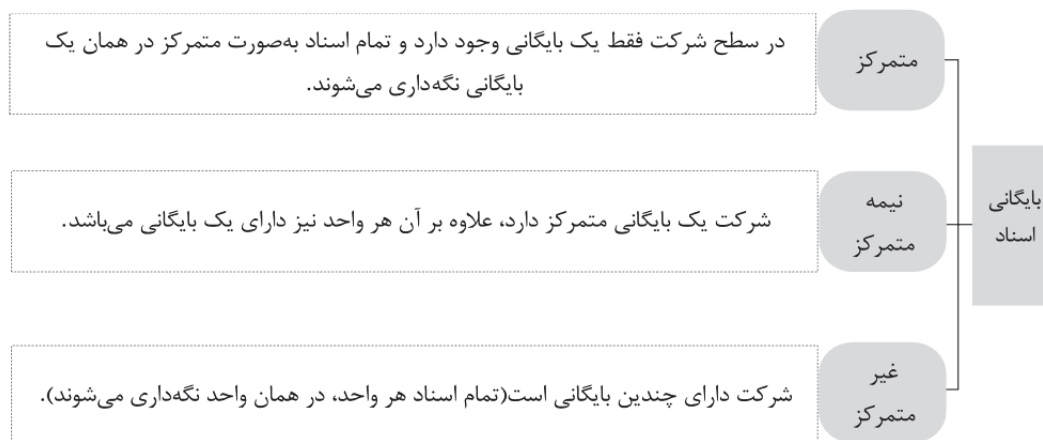 بایگانی
اسناد
متمرکز
در سطح شرکت فقط یک بایگانی وجود دارد و تمام اسناد به‌صورت متمرکز در همان یک
بایگانی نگه‌داری می‌شوند.
نیمه
متمرکز
شرکت یک بایگانی متمرکز دارد، علاوه بر آن هر واحد نیز دارای یک بایگانی می‌باشد.
غیر
متمرکز
شرکت دارای چندین بایگانی است(تمام اسناد هر واحد، در همان واحد نگه‌داری می‌شوند).